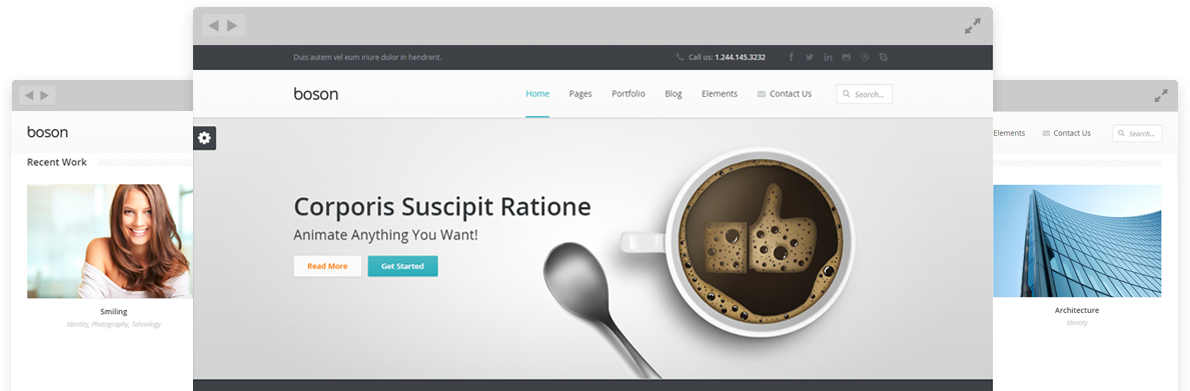 Duis autem vel eum iriure dolor in hendrerit.
Call us: 1.244.145.3232
boson
Home Pages Portfolio Blog Elements Contact Us Search...
Corporis Suscipit Ratione
Animate Anything You Want!
Read More Get Started
boson
Recent Work
Smiling
Identity, Photography, Tehnology
Elements Contact Us Search...
Architecture
Identity